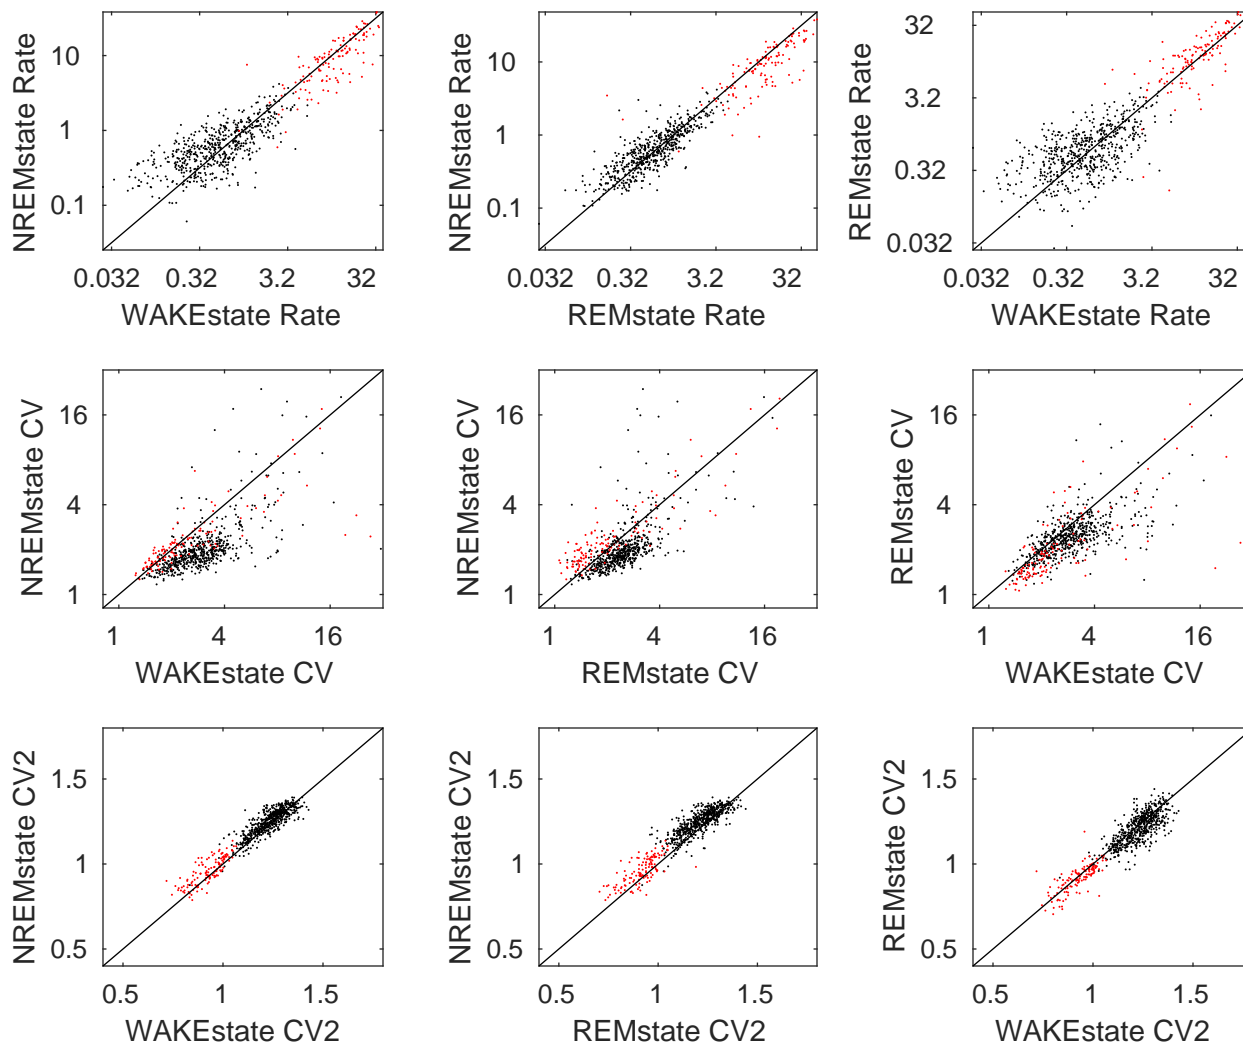 NREMstate Rate
10
1
0.1
0.032 0.32 3.2 32
WAKEstate Rate
NREMstate Rate
10
1
0.1
0.032 0.32 3.2 32
REMstate Rate
REMstate Rate
32
3.2
0.32
0.032
0.032 0.32 3.2 32
WAKEstate Rate
NREMstate CV
16
4
1
1 4 16
WAKEstate CV
NREMstate CV
16
4
1
1 4 16
REMstate CV
REMstate CV
16
4
1
1 4 16
WAKEstate CV
NREMstate CV2
1.5
1
0.5
0.5 1 1.5
WAKEstate CV2
NREMstate CV2
1.5
1
0.5
0.5 1 1.5
REMstate CV2
REMstate CV2
1.5
1
0.5
0.5 1 1.5
WAKEstate CV2